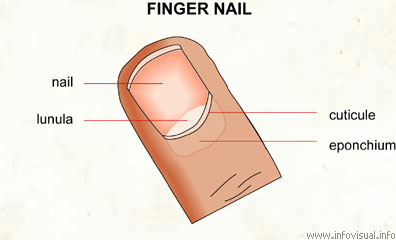 FINGER NAIL
nail
lunula
cuticule
eponchium
www.infovisual.info